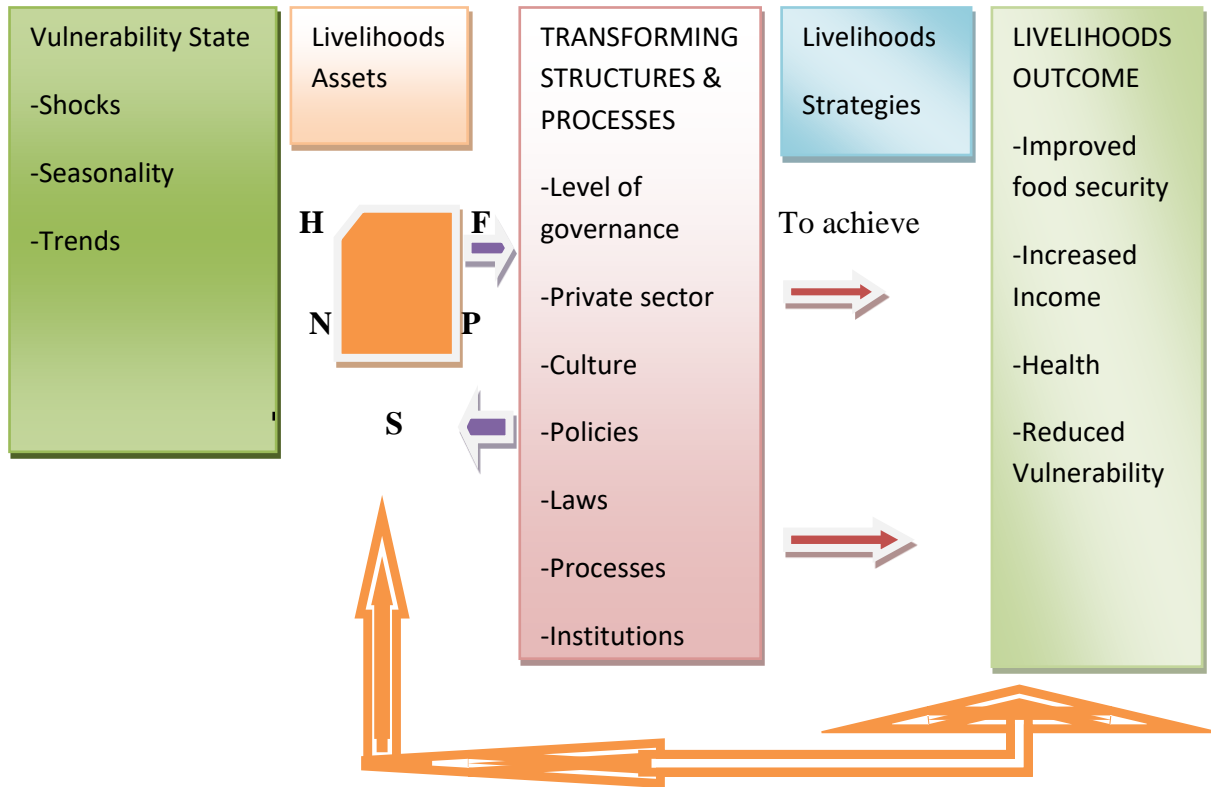 Vulnerability State
-Shocks
-Seasonality
-Trends
Livelihoods
Assets
H
F
N
P
S
TRANSFORMING
STRUCTURES &
PROCESSES
-Level of
governance
-Private sector
-Culture
-Policies
-Laws
-Processes
-Institutions
Livelihoods
Strategies
To achieve
LIVELIHOODS
OUTCOME
-Improved
food security
-Increased
Income
-Health
-Reduced
Vulnerability